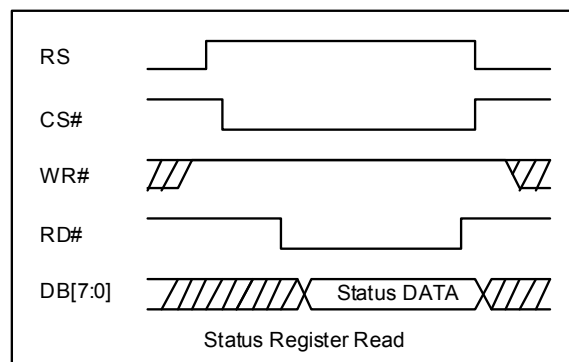 RS
CS#
WR#
RD#
DB[7:0]
Status DATA
Status Register Read